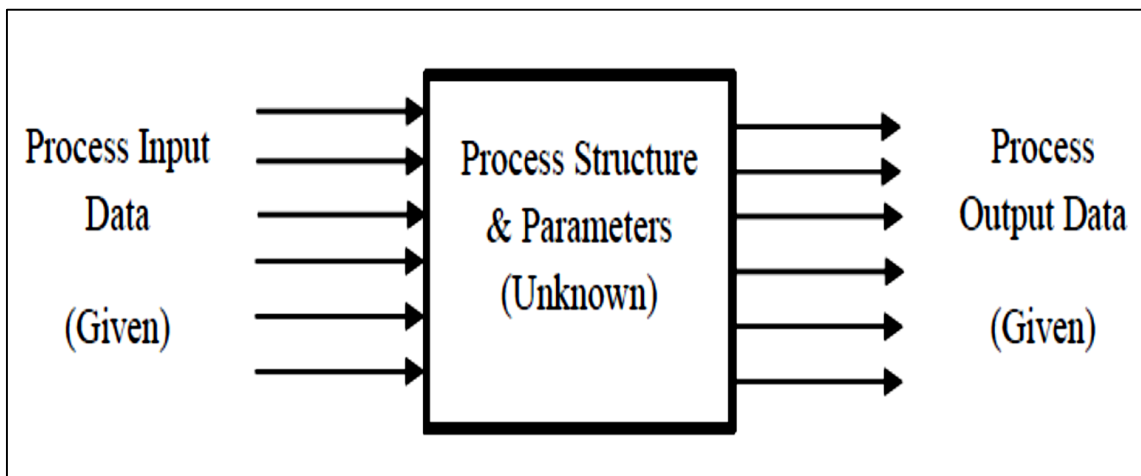 Process Input
Data
(Given)
Process Structure
& Parameters
(Unknown)
Process
Output Data
(Given)